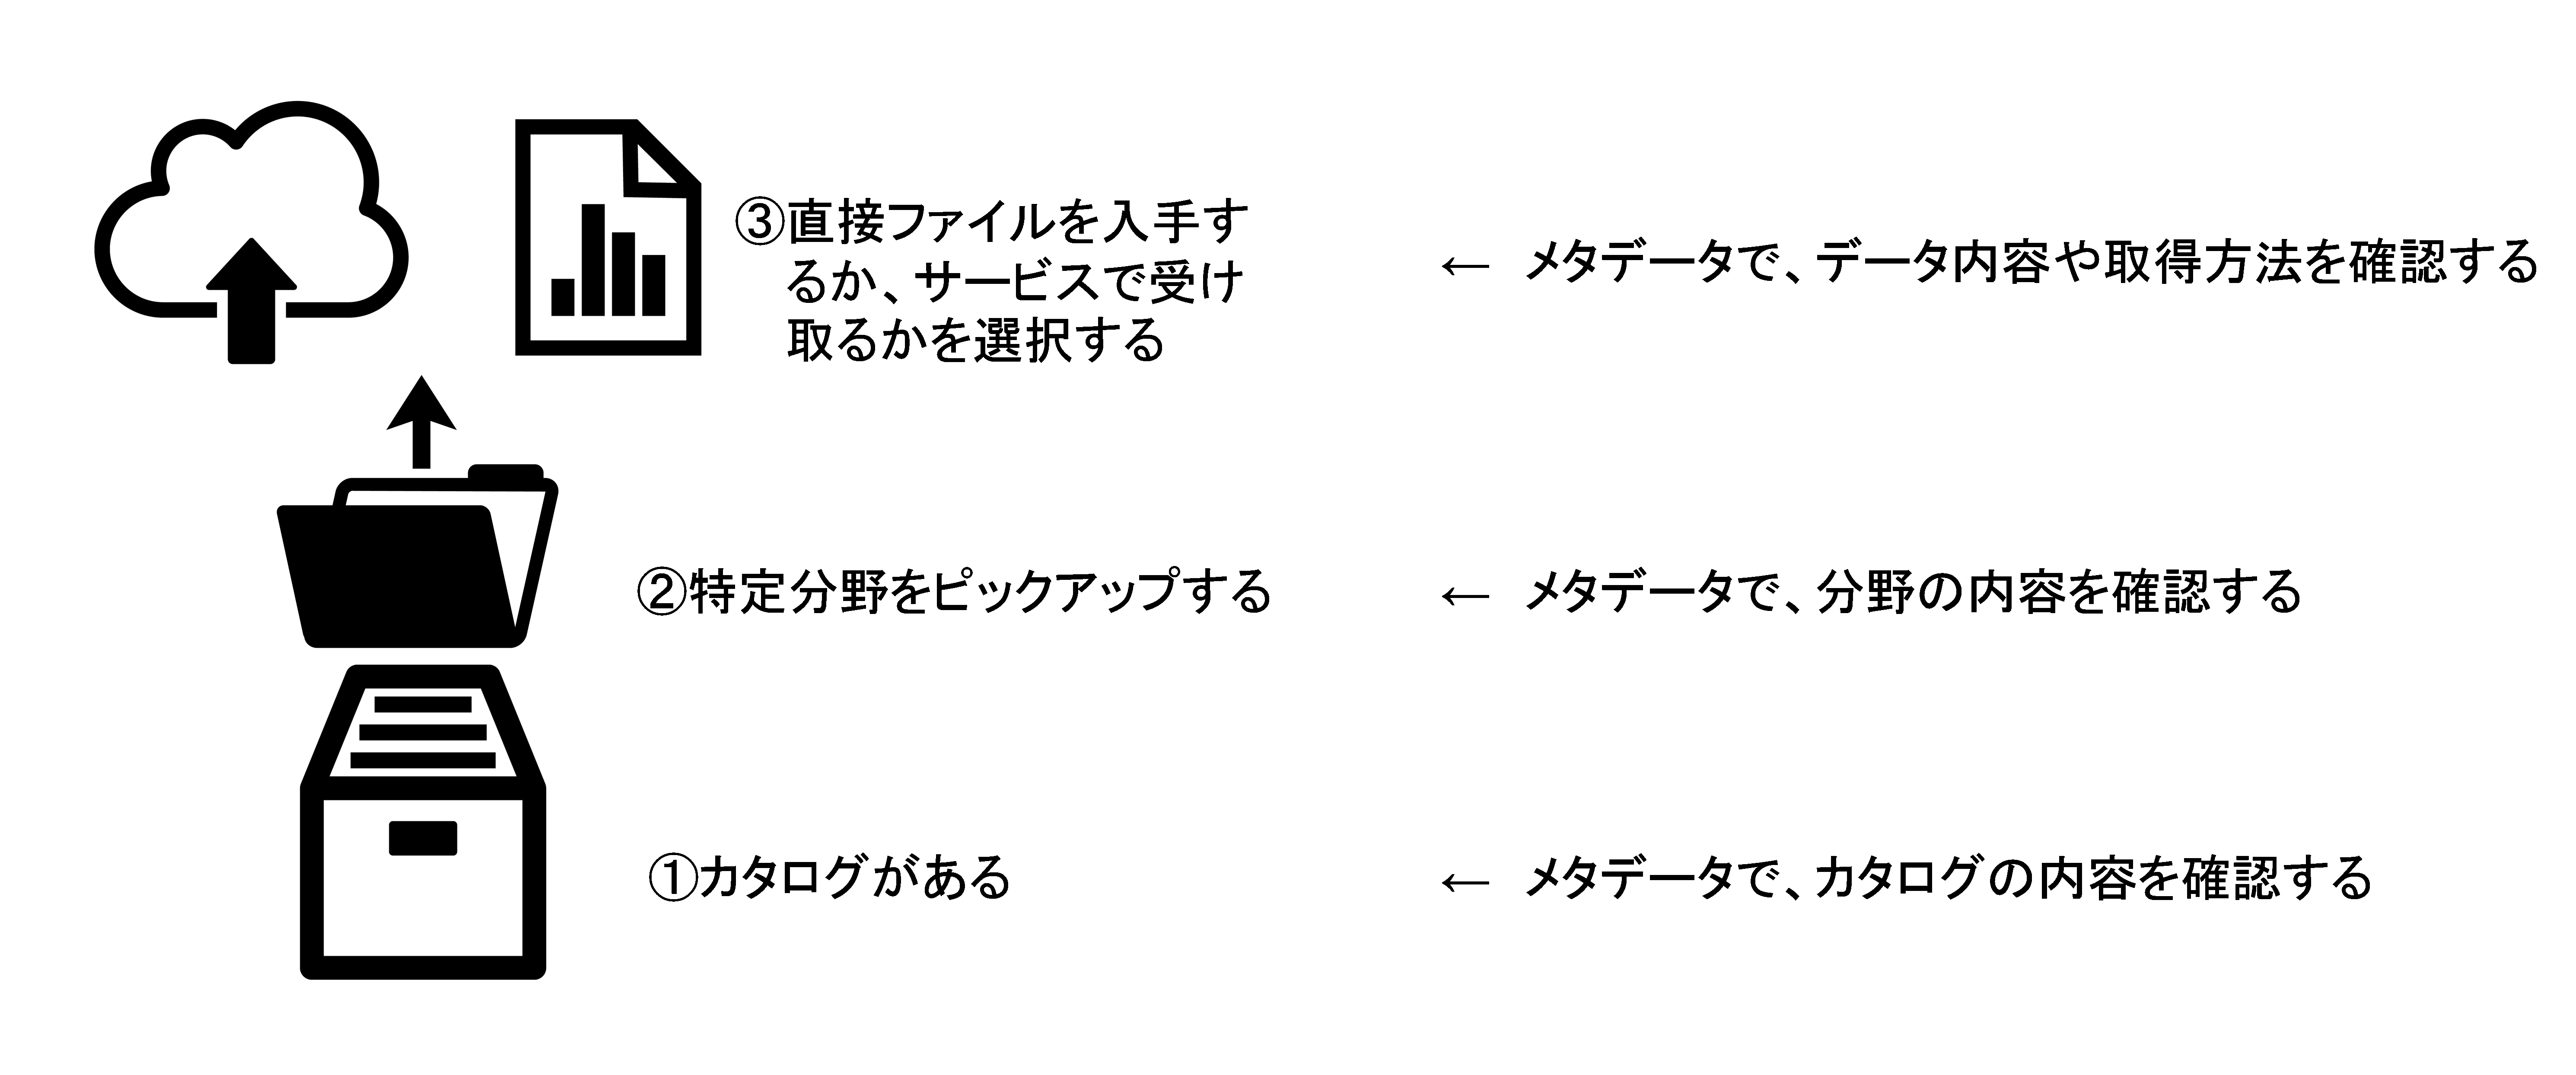 ③直接ファイルを入手す
るか、サービスで受け
取るかを選択する
← メタデータで、データ内容や取得方法を確認する
②特定分野をピックアップする
← メタデータで、分野の内容を確認する
①カタログがある
← メタデータで、カタログの内容を確認する